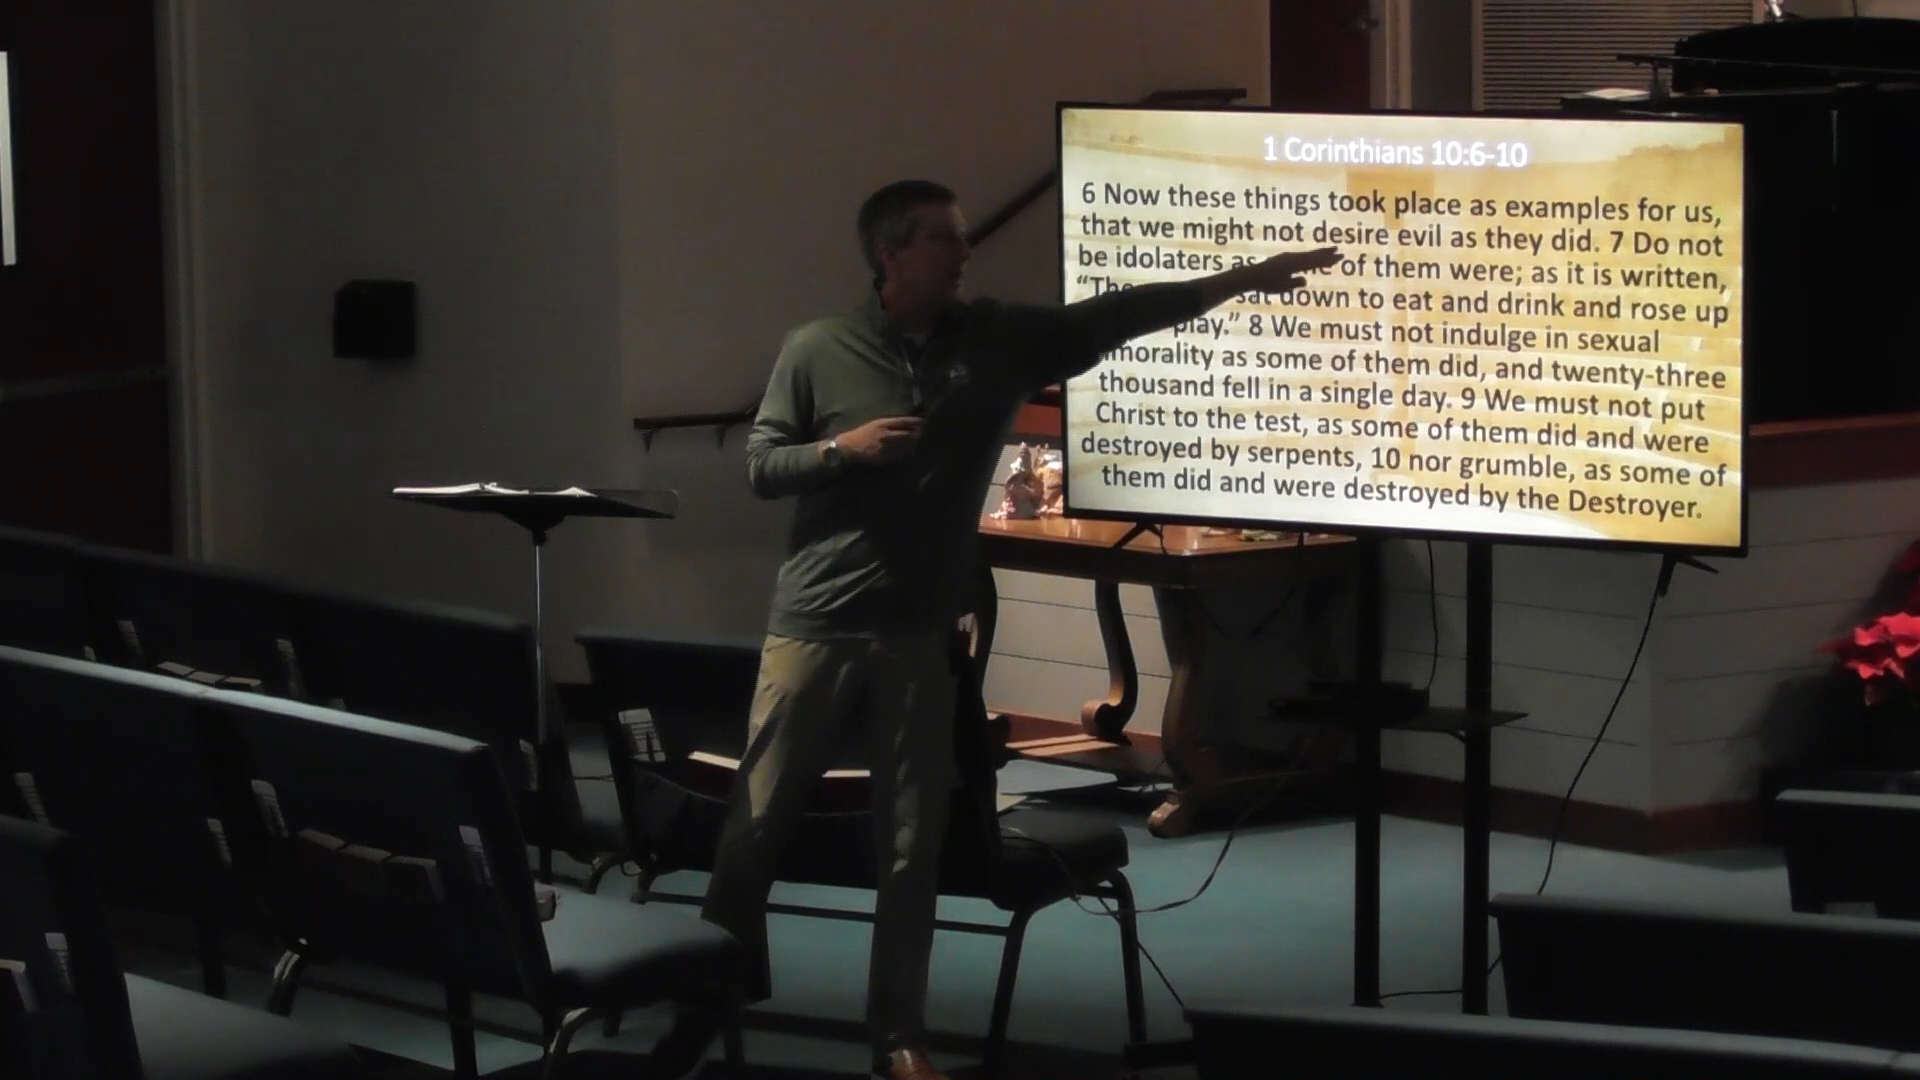 1 Corinthians 10:6-10
6 Now these things took place as examples for us,
that we might not desire evil as they did. 7 Do not
be idolaters as of them were; as it is written,
“The sat down to eat and drink and rose up
play.” 8 We must not indulge in sexual
immorality as some of them did, and twenty-three
thousand fell in a single day. 9 We must not put
Christ to the test, as some of them did and were
destroyed by serpents, 10 nor grumble, as some of
them did and were destroyed by the Destroyer.